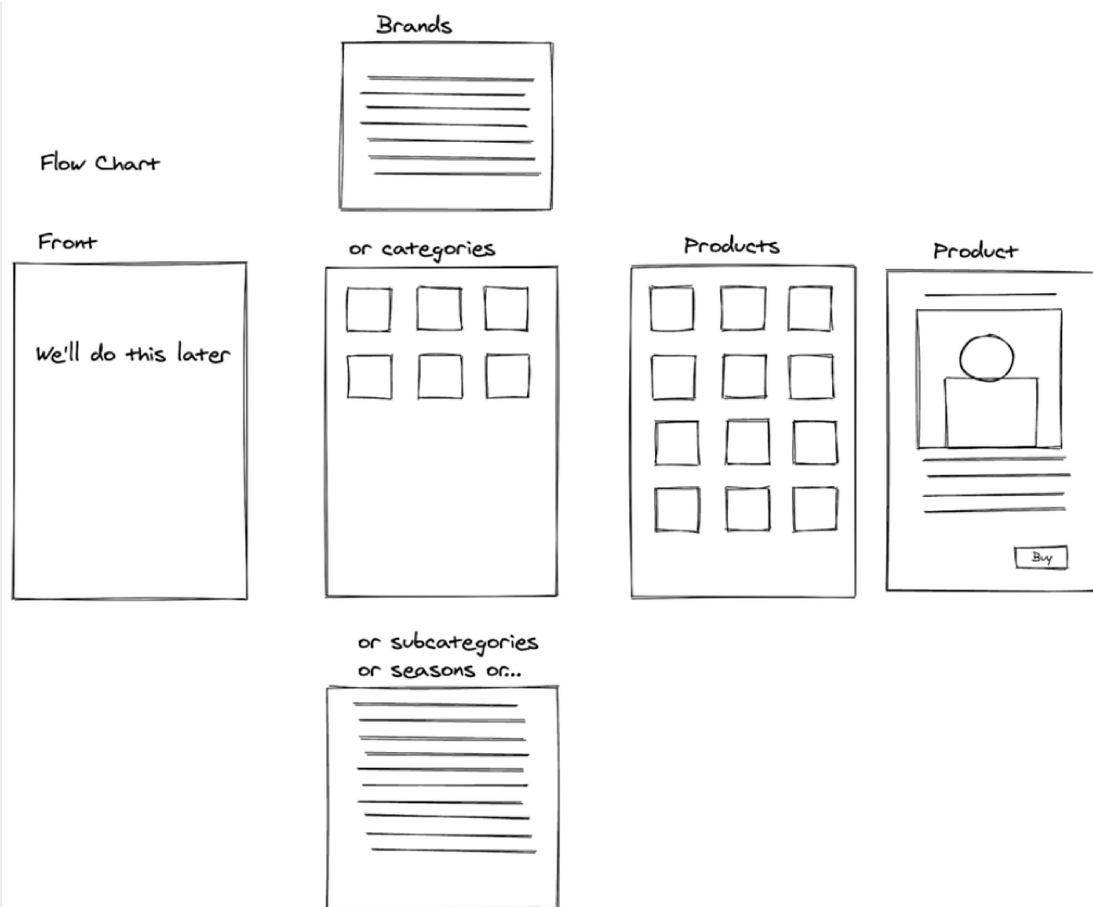 Brands
Flow Chart
Front
or categories
Products
Product
We'll do this later
Buy
or subcategories
or seasons or...